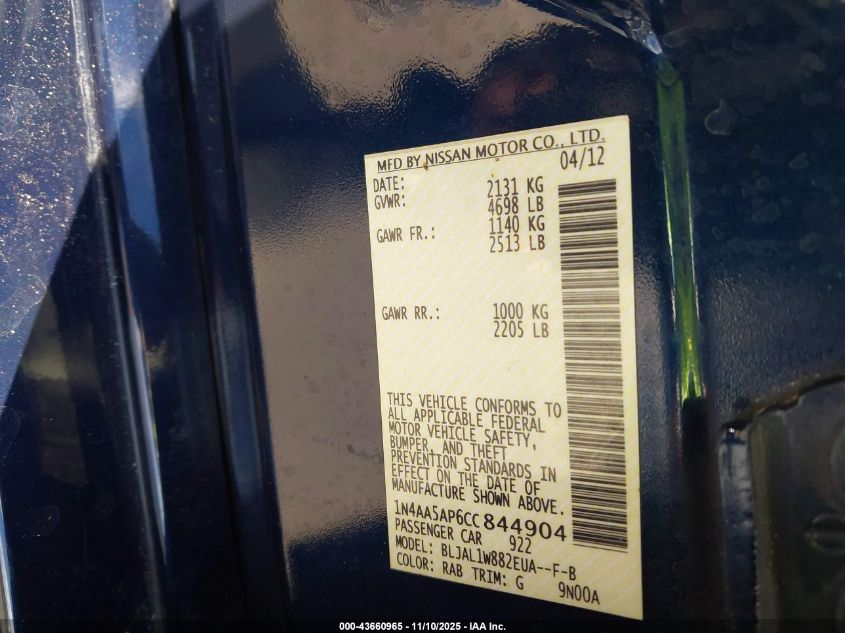 MFD BY NISSAN MOTOR CO., LTD.
DATE: 04/12
GVWR: 2131 KG
4698 LB
GAWR FR.: 1140 KG
2513 LB
GAWR RR.: 1000 KG
2205 LB
THIS VEHICLE CONFORMS TO
ALL APPLICABLE FEDERAL
MOTOR VEHICLE SAFETY,
BUMPER, AND THEFT
PREVENTION STANDARDS IN
EFFECT ON THE DATE OF
MANUFACTURE SHOWN ABOVE.
1N4AA5AP6CC844904
PASSENGER CAR 922
MODEL: BLJAL1W882EUA--F-B
COLOR: RAB TRIM: G 9N00A
000-43660965 - 11/10/2025 - IAA Inc.